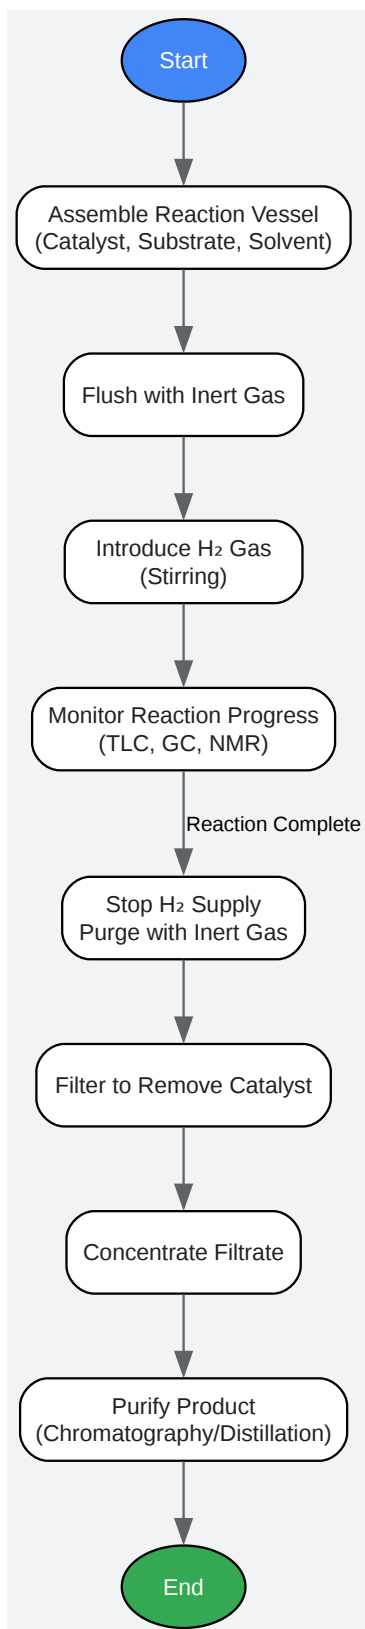 Start
Assemble Reaction Vessel
(Catalyst, Substrate, Solvent)
Flush with Inert Gas
Introduce H₂ Gas
(Stirring)
Monitor Reaction Progress
(TLC, GC, NMR)
Reaction Complete
Stop H₂ Supply
Purge with Inert Gas
Filter to Remove Catalyst
Concentrate Filtrate
Purify Product
(Chromatography/Distillation)
End